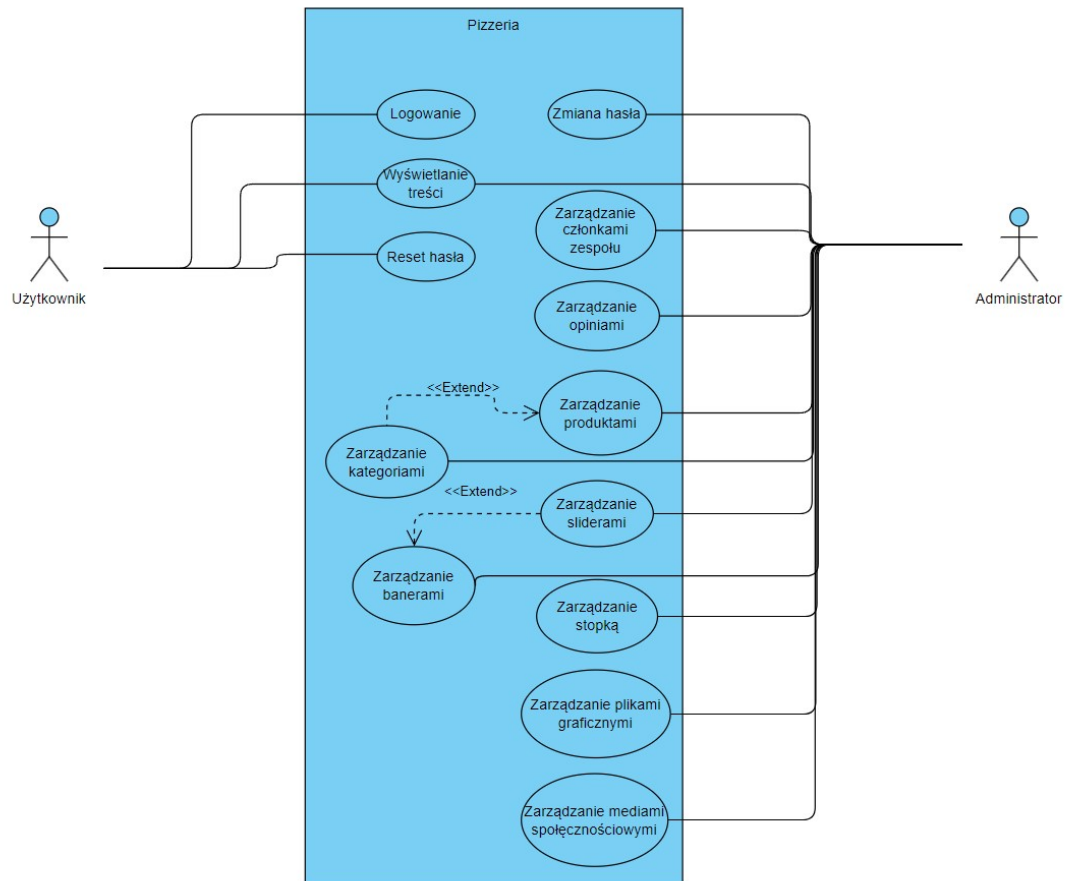 Pizzeria
Logowanie
Zmiana hasła
Wyświetlanie
treści
Zarządzanie
członkami
zespołu
Reset hasła
Użytkownik
Administrator
Zarządzanie
opiniami
<<Extend>>
Zarządzanie
produktami
Zarządzanie
kategoriami
<<Extend>>
Zarządzanie
sliderami
Zarządzanie
banerami
Zarządzanie
stopką
Zarządzanie plikami
graficznymi
Zarządzanie mediami
społęcznościowymi